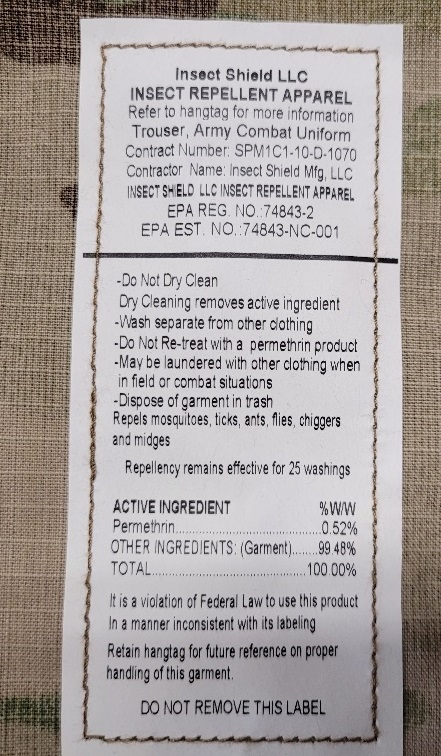 Insect Shield LLC
INSECT REPELLENT APPAREL
Refer to hangtag for more information
Trouser, Army Combat Uniform
Contract Number: SPM1C1-10-D-1070
Contractor Name: Insect Shield Mfg, LLC
INSECT SHIELD LLC INSECT REPELLENT APPAREL
EPA REG. NO.:74843-2
EPA EST. NO.:74843-NC-001
-Do Not Dry Clean
Dry Cleaning removes active ingredient
-Wash separate from other clothing
-Do Not Re-treat with a permethrin product
-May be laundered with other clothing when
in field or combat situations
-Dispose of garment in trash
Repels mosquitoes, ticks, ants, flies, chiggers
and midges
Repellency remains effective for 25 washings
ACTIVE INGREDIENT %W/W
Permethrin..............................0.52%
OTHER INGREDIENTS: (Garment).......99.48%
TOTAL..................................100.00%
It is a violation of Federal Law to use this product
In a manner inconsistent with its labeling
Retain hangtag for future reference on proper
handling of this garment.
DO NOT REMOVE THIS LABEL